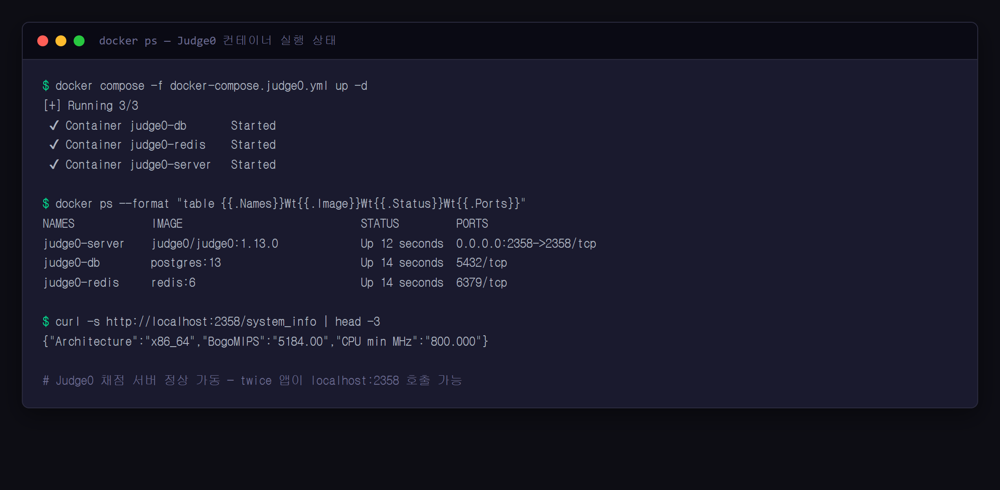 docker ps — Judge0 컨테이너 실행 상태
$ docker compose -f docker-compose.judge0.yml up -d
[+] Running 3/3
✔ Container judge0-db Started
✔ Container judge0-redis Started
✔ Container judge0-server Started
$ docker ps --format "table {{.Names}}₩t{{.Image}}₩t{{.Status}}₩t{{.Ports}}"
NAMES IMAGE STATUS PORTS
judge0-server judge0/judge0:1.13.0 Up 12 seconds 0.0.0.0:2358->2358/tcp
judge0-db postgres:13 Up 14 seconds 5432/tcp
judge0-redis redis:6 Up 14 seconds 6379/tcp
$ curl -s http://localhost:2358/system_info | head -3
{"Architecture":"x86_64","BogoMIPS":"5184.00","CPU min MHz":"800.000"}
# Judge0 채점 서버 정상 가동 — twice 앱이 localhost:2358 호출 가능